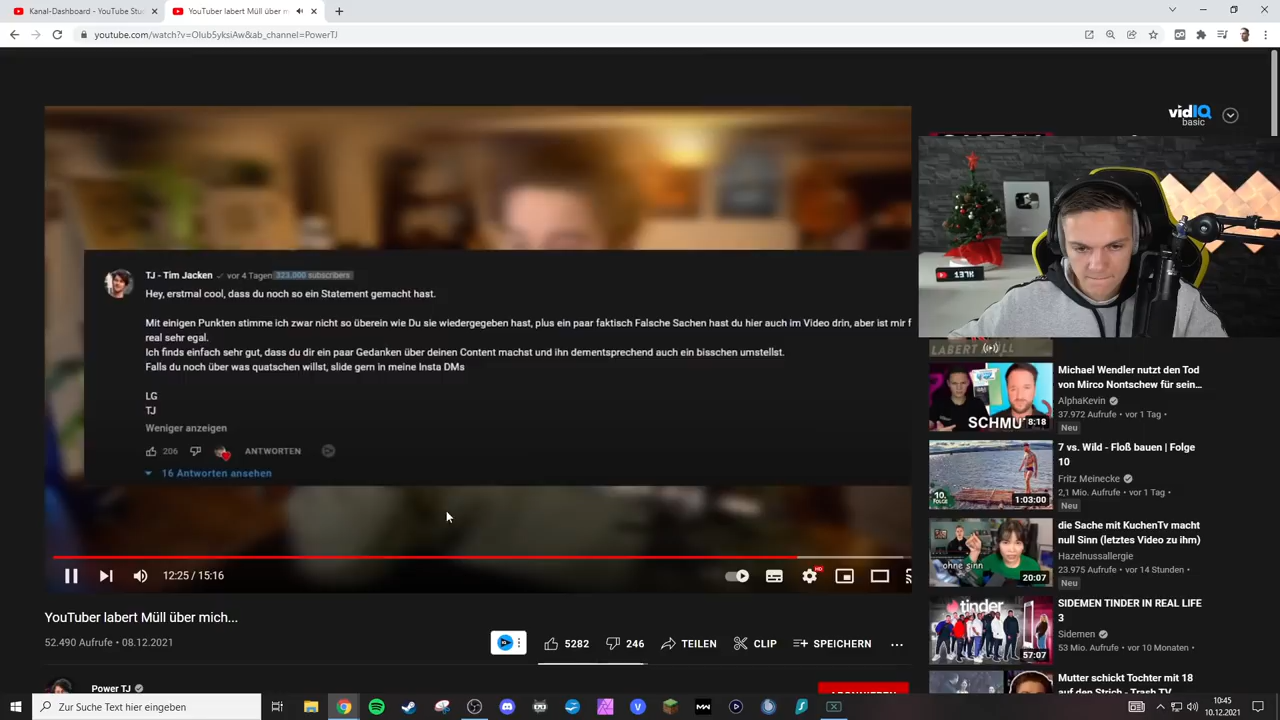 Kanal-Dashboard - YouTube Stu
YouTuber labert Müll über m
youtube.com/watch?v=OIub5yksiAw&ab_channel=PowerTJ
vidIQ
basic
137K
TJ - Tim Jacken vor 4 Tagen 323.000 subscribers
Hey, erstmal cool, dass du noch so ein Statement gemacht hast.
Mit einigen Punkten stimme ich zwar nicht so überein wie Du sie wiedergegeben hast, plus ein paar faktisch Falsche Sachen hast du hier auch im Video drin, aber ist mir f
real sehr egal.
Ich finds einfach sehr gut, dass du dir ein paar Gedanken über deinen Content machst und ihn dementsprechend auch ein bisschen umstellst.
Falls du noch über was quatschen willst, slide gern in meine Insta DMs
LG
TJ
Weniger anzeigen
206 ANTWORTEN
16 Antworten ansehen
12:25 / 15:16
HD
YouTuber labert Müll über mich...
52.490 Aufrufe • 08.12.2021
5282
246
TEILEN
CLIP
SPEICHERN
Power TJ
ABONNIEREN
LABERT MÜLL
Michael Wendler nutzt den Tod
von Mirco Nontschew für sein...
AlphaKevin
37.972 Aufrufe • vor 1 Tag •
Neu
SCHMU
8:18
7 vs. Wild - Floß bauen | Folge
10
Fritz Meinecke
2,1 Mio. Aufrufe • vor 1 Tag •
Neu
10.
FOLGE
1:03:00
die Sache mit KuchenTv macht
null Sinn (letztes Video zu ihm)
Hazelnussallergie
23.975 Aufrufe • vor 14 Stunden •
Neu
ohne sinn
20:07
SIDEMEN TINDER IN REAL LIFE
3
Sidemen
53 Mio. Aufrufe • vor 10 Monaten •
tinder
57:07
Mutter schickt Tochter mit 18
auf den Strich - Trash TV
Zur Suche Text hier eingeben
10:45
10.12.2021